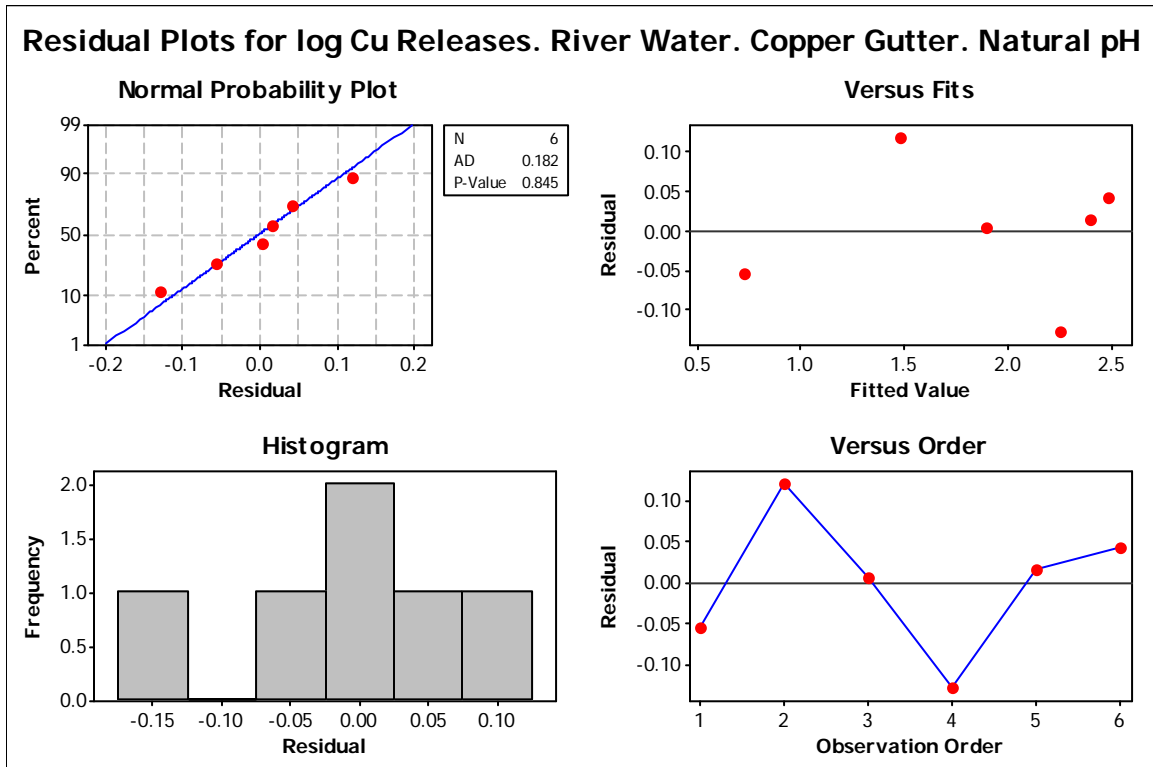 Residual Plots for log Cu Releases. River Water. Copper Gutter. Natural pH
Normal Probability Plot
99
90
50
10
1
Percent
-0.2
-0.1
0.0
0.1
0.2
Residual
N 6
AD 0.182
P-Value 0.845
Versus Fits
0.10
0.05
0.00
-0.05
-0.10
Residual
0.5
1.0
1.5
2.0
2.5
Fitted Value
Histogram
2.0
1.5
1.0
0.5
0.0
Frequency
-0.15
-0.10
-0.05
0.00
0.05
0.10
Residual
Versus Order
0.10
0.05
0.00
-0.05
-0.10
Residual
1
2
3
4
5
6
Observation Order